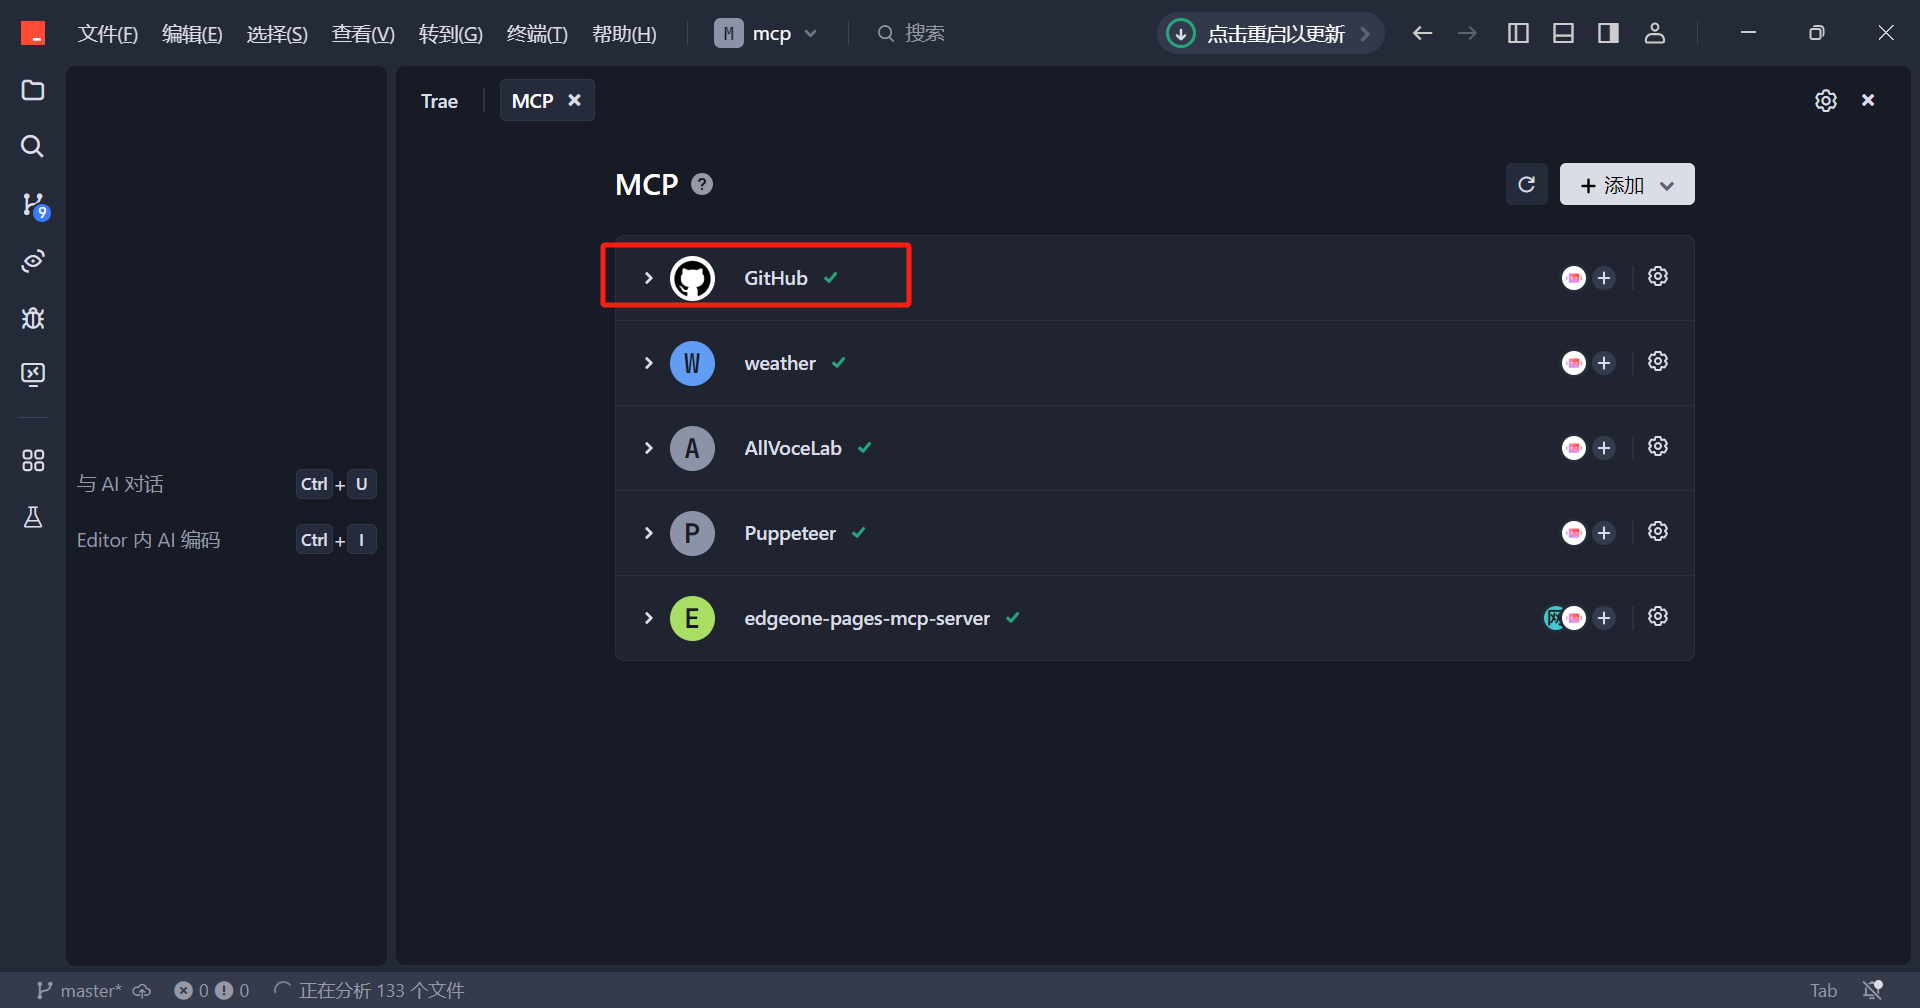 文件(F) 编辑(E) 选择(S) 查看(V) 转到(G) 终端(T) 帮助(H) M mcp 搜索 点击重启以更新
Trae MCP
9
MCP ?
添加
GitHub
W weather
A AllVoceLab
P Puppeteer
E edgeone-pages-mcp-server 网
与 AI 对话 Ctrl + U
Editor 内 AI 编码 Ctrl + I
master* 0 0 正在分析 133 个文件 Tab